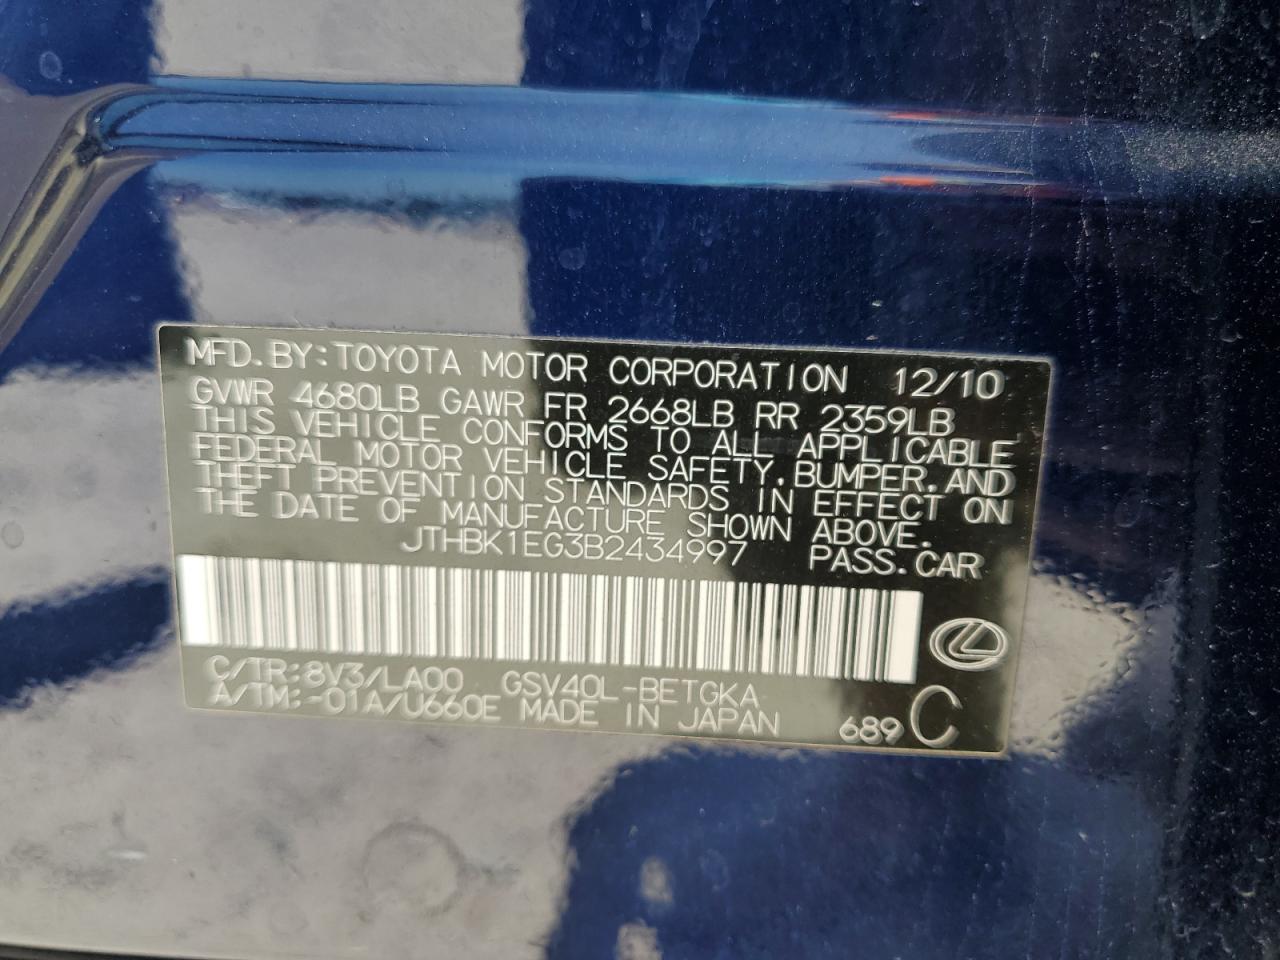 MFD.BY:TOYOTA MOTOR CORPORATION 12/10
GVWR 4680LB GAWR FR 2668LB RR 2359LB
THIS VEHICLE CONFORMS TO ALL APPLICABLE
FEDERAL MOTOR VEHICLE SAFETY,BUMPER,AND
THEFT PREVENTION STANDARDS IN EFFECT ON
THE DATE OF MANUFACTURE SHOWN ABOVE.
JTHBK1EG3B2434997 PASS.CAR
C/TR:8V3/LA00 GSV40L-BETGKA
A/TM:-01A/U660E MADE IN JAPAN 689 C